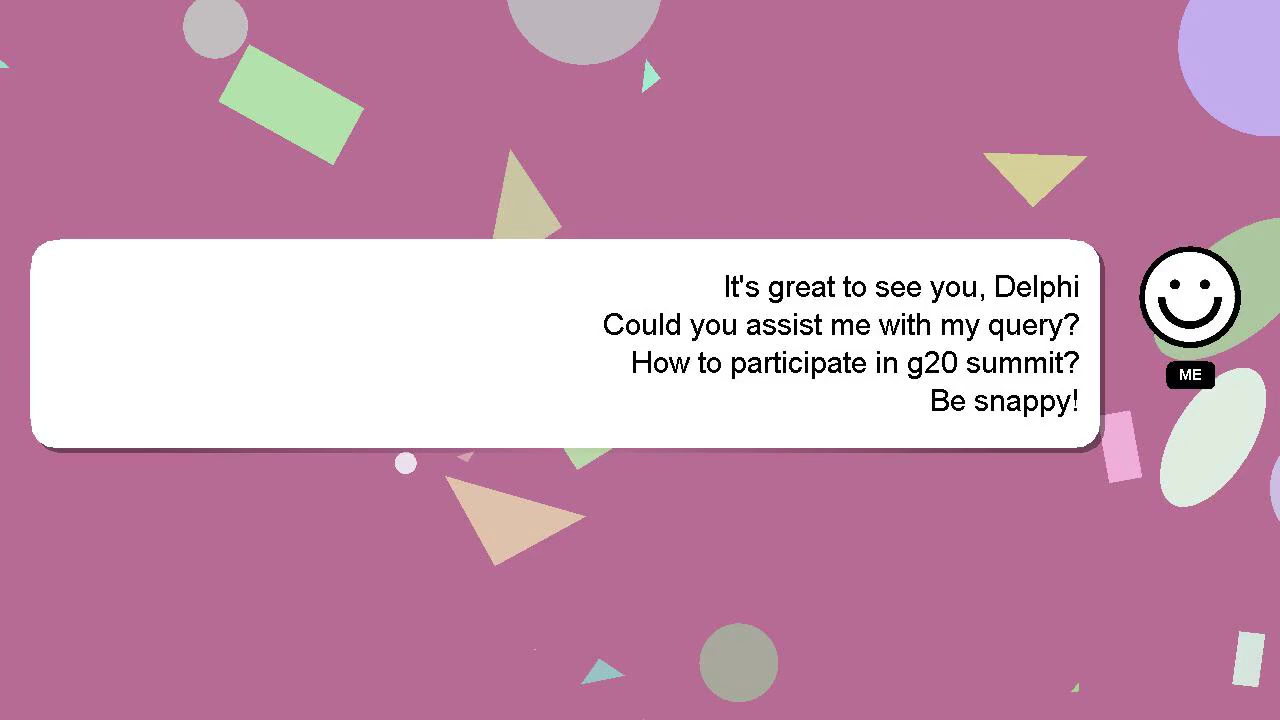 It's great to see you, Delphi
Could you assist me with my query?
How to participate in g20 summit?
Be snappy!
ME